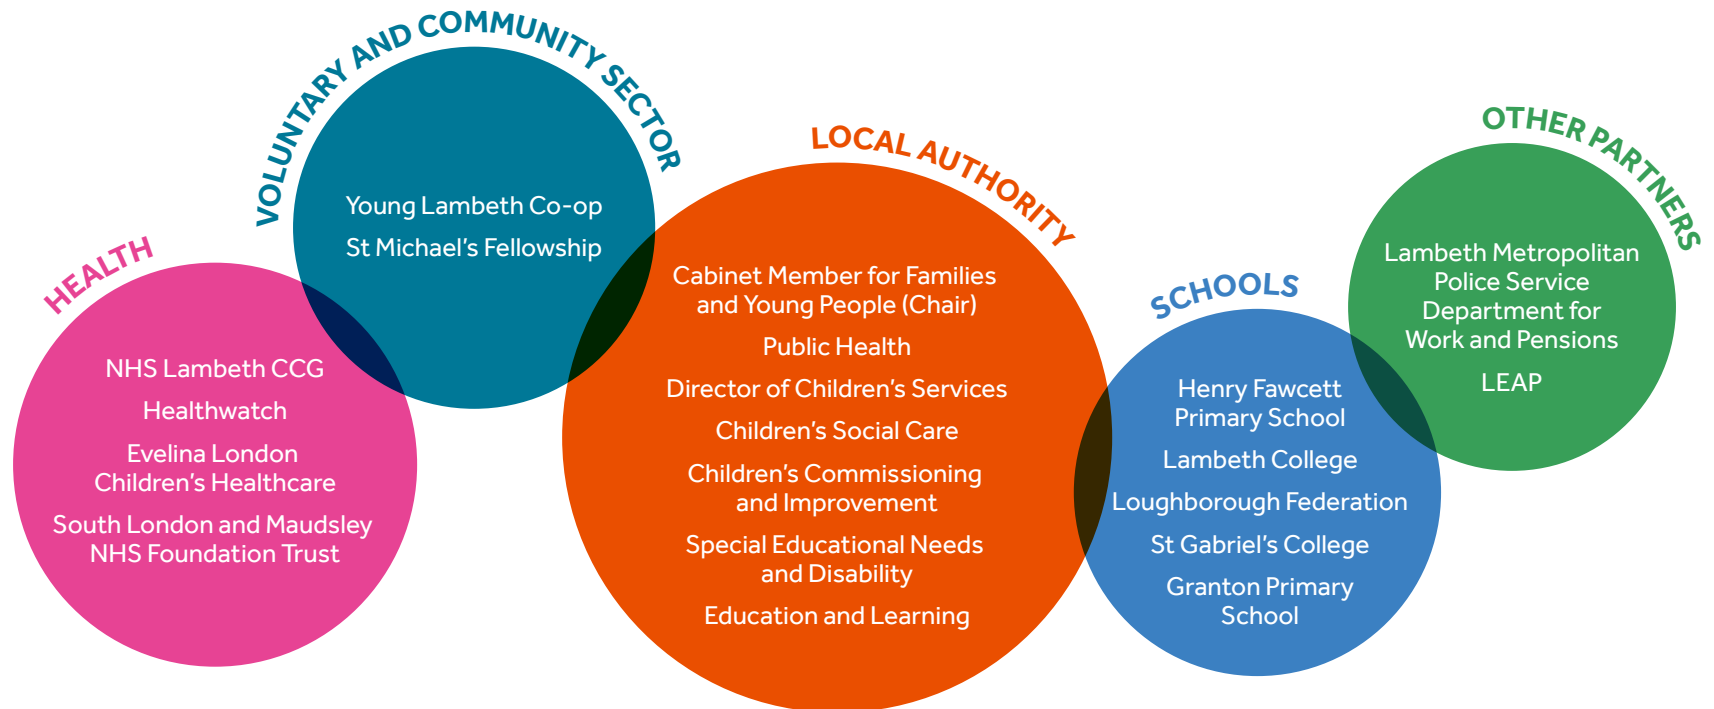 HEALTH
NHS Lambeth CCG
Healthwatch
Evelina London
Children's Healthcare
South London and Maudsley
NHS Foundation Trust
VOLUNTARY AND COMMUNITY SECTOR
Young Lambeth Co-op
St Michael's Fellowship
LOCAL AUTHORITY
Cabinet Member for Families
and Young People (Chair)
Public Health
Director of Children's Services
Children's Social Care
Children's Commissioning
and Improvement
Special Educational Needs
and Disability
Education and Learning
SCHOOLS
Henry Fawcett
Primary School
Lambeth College
Loughborough Federation
St Gabriel's College
Granton Primary
School
OTHER PARTNERS
Lambeth Metropolitan
Police Service
Department for
Work and Pensions
LEAP